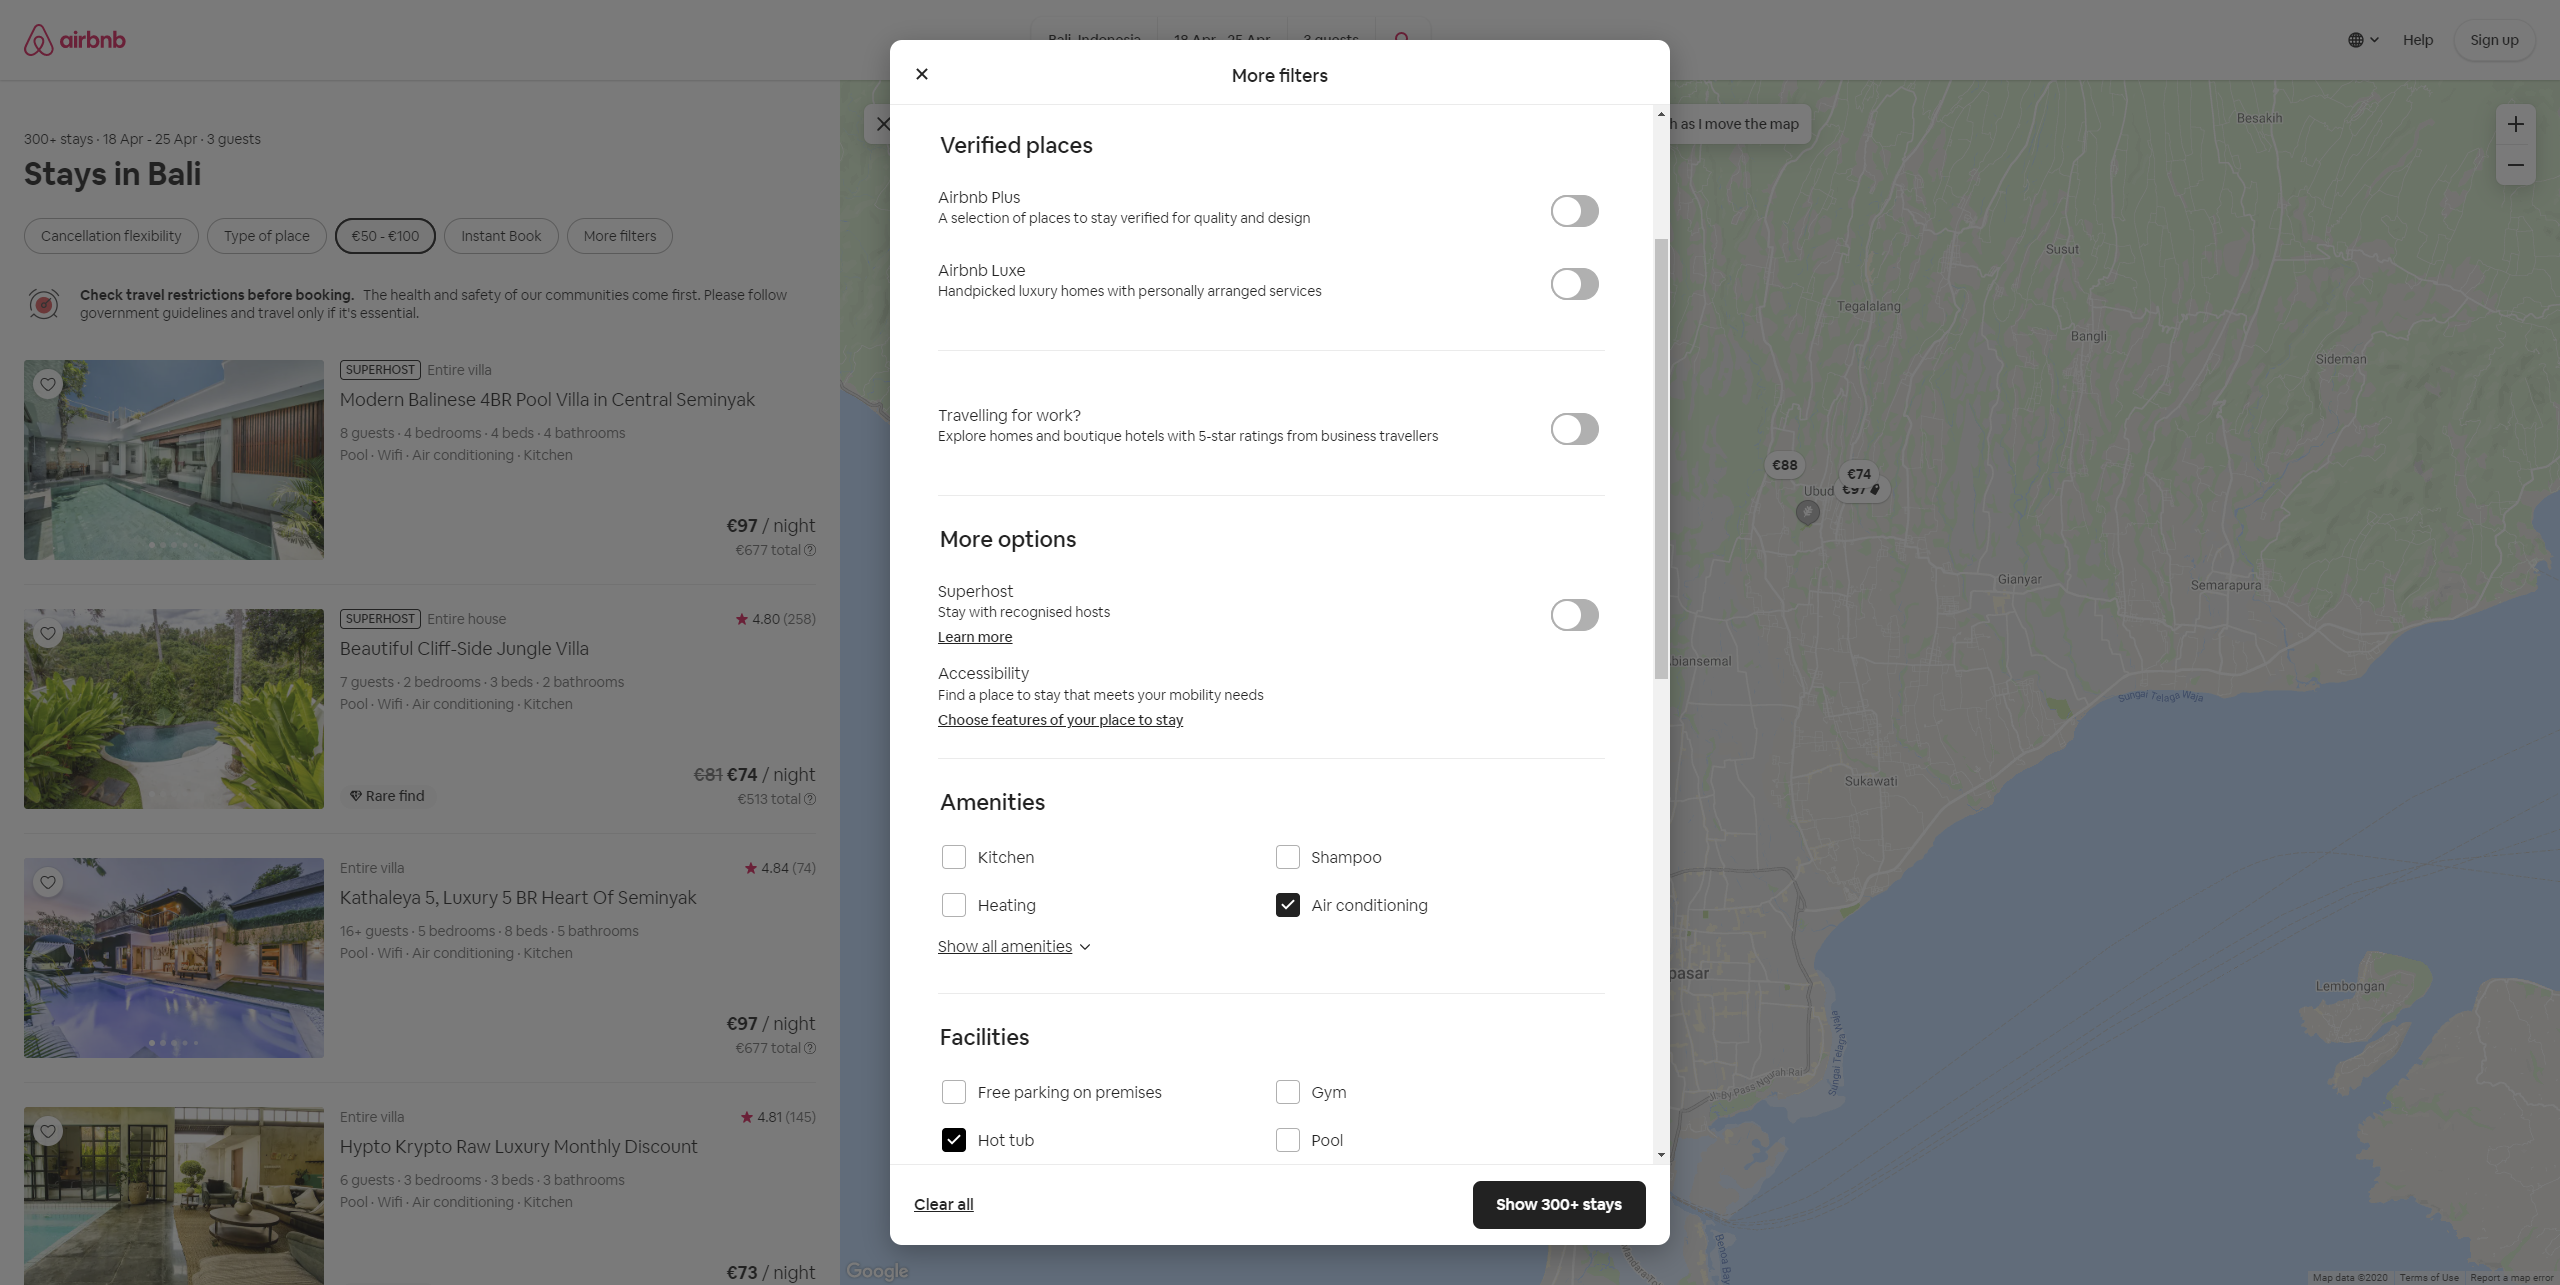 airbnb
Bali, Indonesia
18 Apr - 25 Apr
3 guests
Help
Sign up
300+ stays · 18 Apr - 25 Apr · 3 guests
Stays in Bali
Cancellation flexibility
Type of place
€50 - €100
Instant Book
More filters
Check travel restrictions before booking. The health and safety of our communities come first. Please follow
government guidelines and travel only if it's essential.
SUPERHOST Entire villa
Modern Balinese 4BR Pool Villa in Central Seminyak
8 guests · 4 bedrooms · 4 beds · 4 bathrooms
Pool · Wifi · Air conditioning · Kitchen
€97 / night
€677 total
SUPERHOST Entire house
4.80 (258)
Beautiful Cliff-Side Jungle Villa
7 guests · 2 bedrooms · 3 beds · 2 bathrooms
Pool · Wifi · Air conditioning · Kitchen
€81 €74 / night
Rare find
€513 total
Entire villa
4.84 (74)
Kathaleya 5, Luxury 5 BR Heart Of Seminyak
16+ guests · 5 bedrooms · 8 beds · 5 bathrooms
Pool · Wifi · Air conditioning · Kitchen
€97 / night
€677 total
Entire villa
4.81 (145)
Hypto Krypto Raw Luxury Monthly Discount
6 guests · 3 bedrooms · 3 beds · 3 bathrooms
Pool · Wifi · Air conditioning · Kitchen
€73 / night
More filters
Verified places
Airbnb Plus
A selection of places to stay verified for quality and design
Airbnb Luxe
Handpicked luxury homes with personally arranged services
Travelling for work?
Explore homes and boutique hotels with 5-star ratings from business travellers
More options
Superhost
Stay with recognised hosts
Learn more
Accessibility
Find a place to stay that meets your mobility needs
Choose features of your place to stay
Amenities
Kitchen
Shampoo
Heating
Air conditioning
Show all amenities
Facilities
Free parking on premises
Gym
Hot tub
Pool
Clear all
Show 300+ stays
h as I move the map
Besakih
Susut
Tegalalang
Bangli
Sideman
€88
€74
Ubud
€97
Gianyar
Semarapura
biansemal
Sungai Telaga Waja
Sukawati
pasar
Lembongan
Sungai Telaga Waja
Jl. By Pass Ngurah Rai
Google
Map data ©2020
Terms of Use
Report a map error